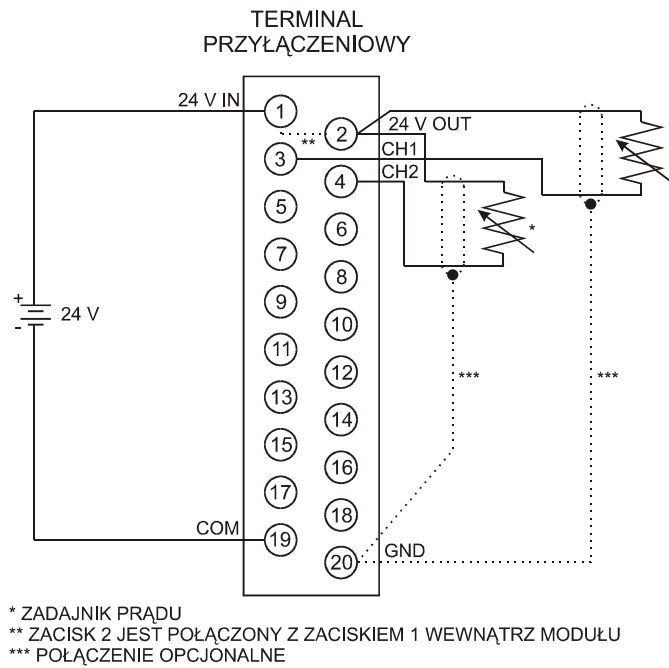 TERMINAL
PRZYŁĄCZENIOWY
24 V IN
1
2
24 V OUT
**
3
CH1
4
CH2
5
6
*
7
8
9
+
24 V
-
10
11
12
***
***
13
14
15
16
17
18
COM
19
20
GND
* ZADAJNIK PRĄDU
** ZACISK 2 JEST POŁĄCZONY Z ZACISKIEM 1 WEWNĄTRZ MODUŁU
*** POŁĄCZENIE OPCJONALNE